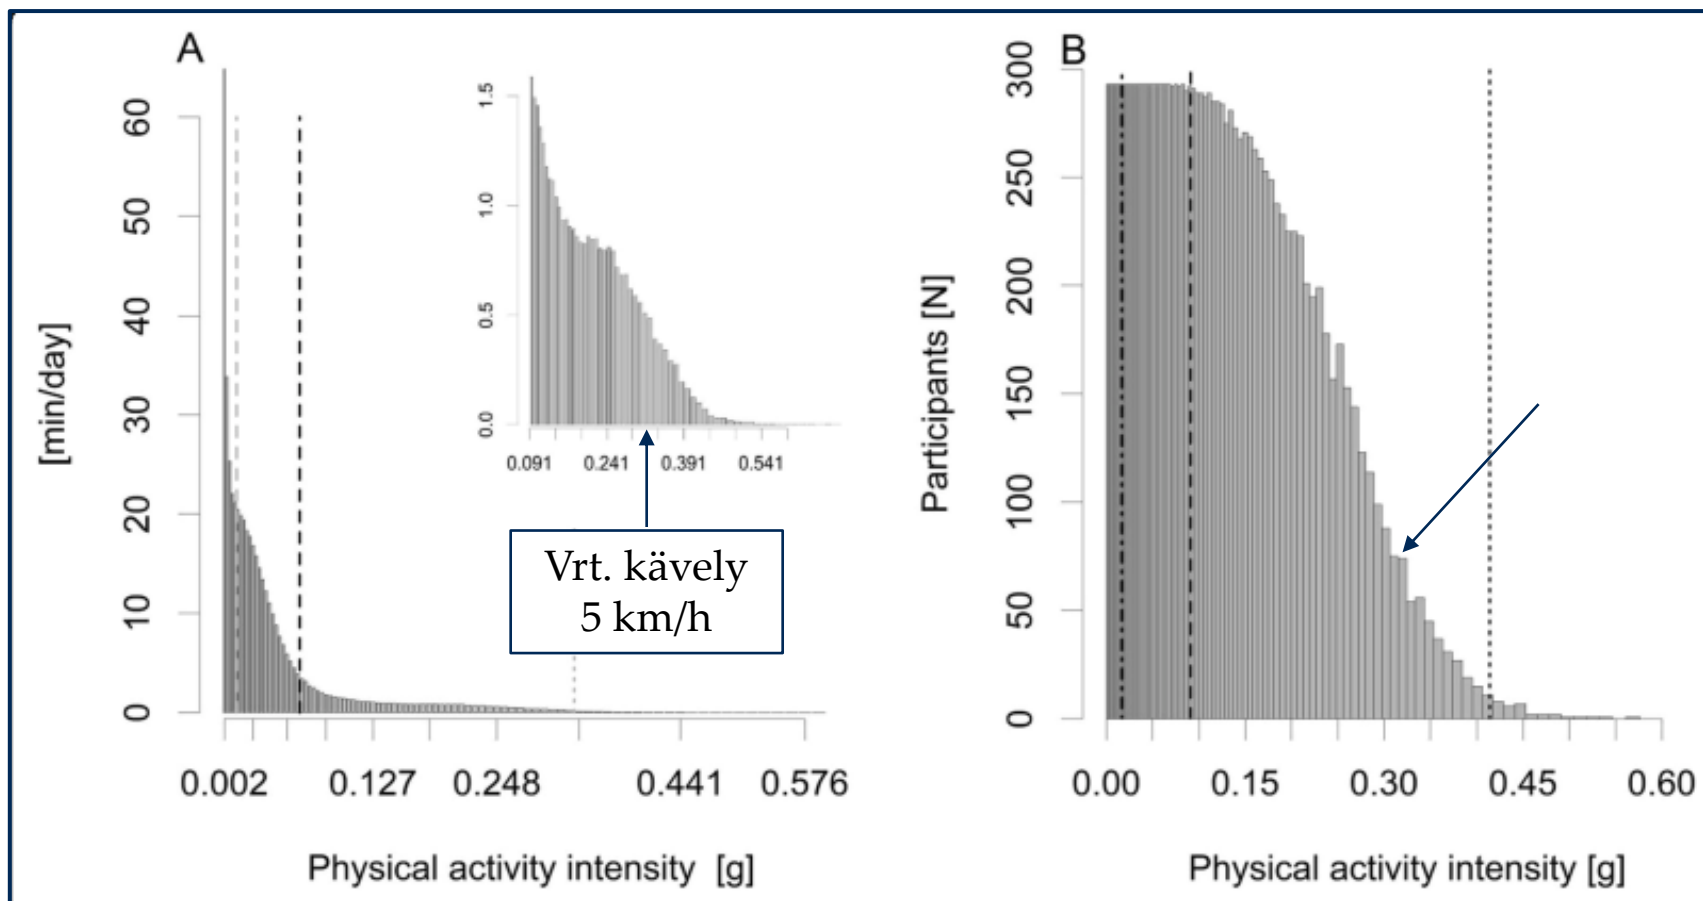 A
60
50
40
30
20
10
0
[min/day]
0.002 0.127 0.248 0.441 0.576
Physical activity intensity [g]
1.5
1.0
0.5
0.0
0.091 0.241 0.391 0.541
Vrt. kävely
5 km/h
B
300
250
200
150
100
50
0
Participants [N]
0.00 0.15 0.30 0.45 0.60
Physical activity intensity [g]